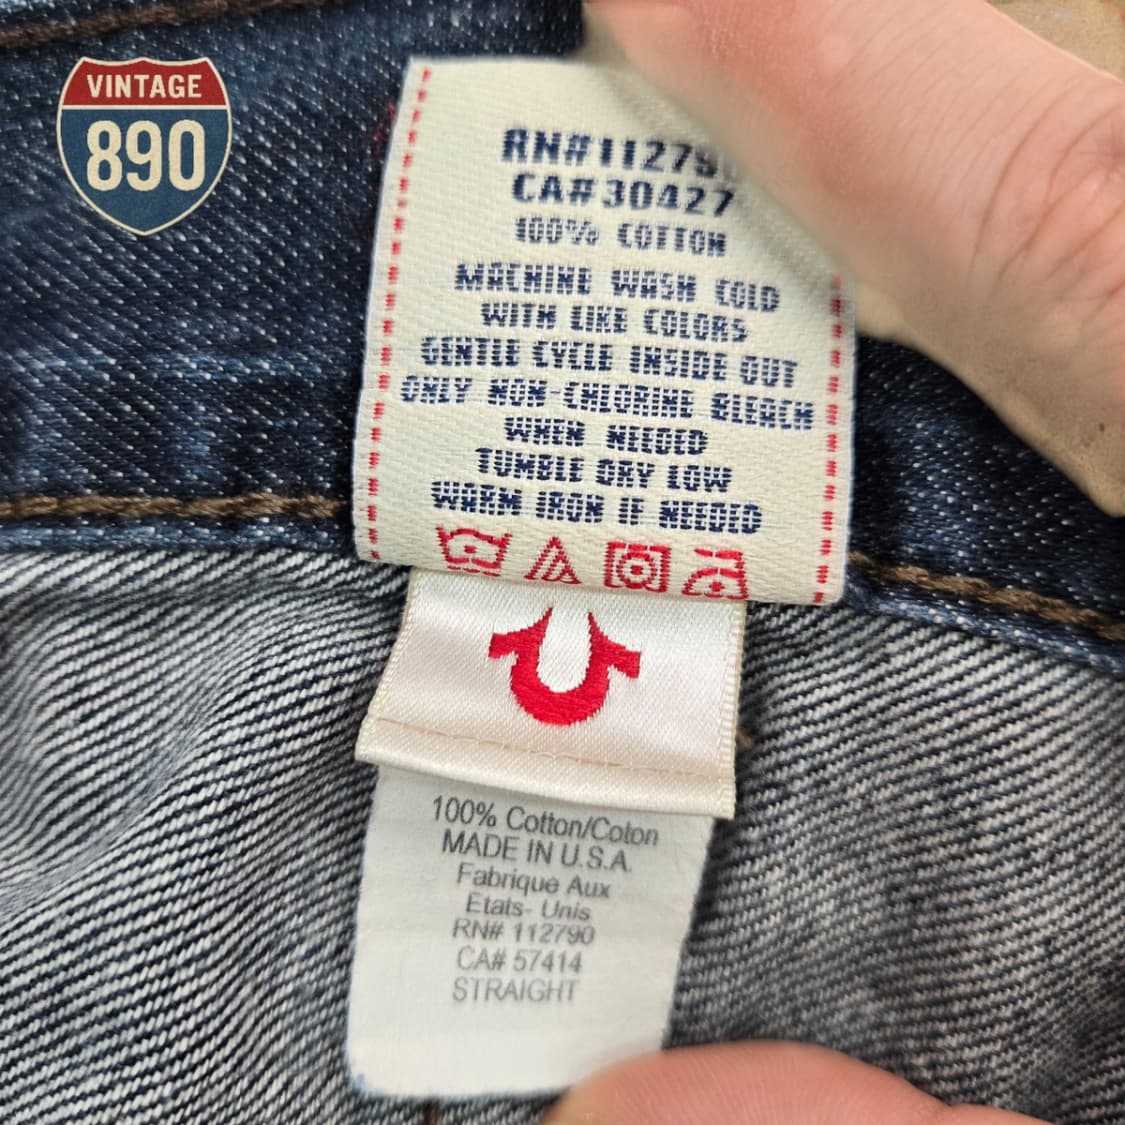 VINTAGE
890
RN#11279
CA#30427
100% COTTON
MACHINE WASH COLD
WITH LIKE COLORS
GENTLE CYCLE INSIDE OUT
ONLY NON-CHLORINE BLEACH
WHEN NEEDED
TUMBLE DRY LOW
WARM IRON IF NEEDED
100% Cotton/Coton
MADE IN U.S.A.
Fabrique Aux
Etats- Unis
RN# 112790
CA# 57414
STRAIGHT